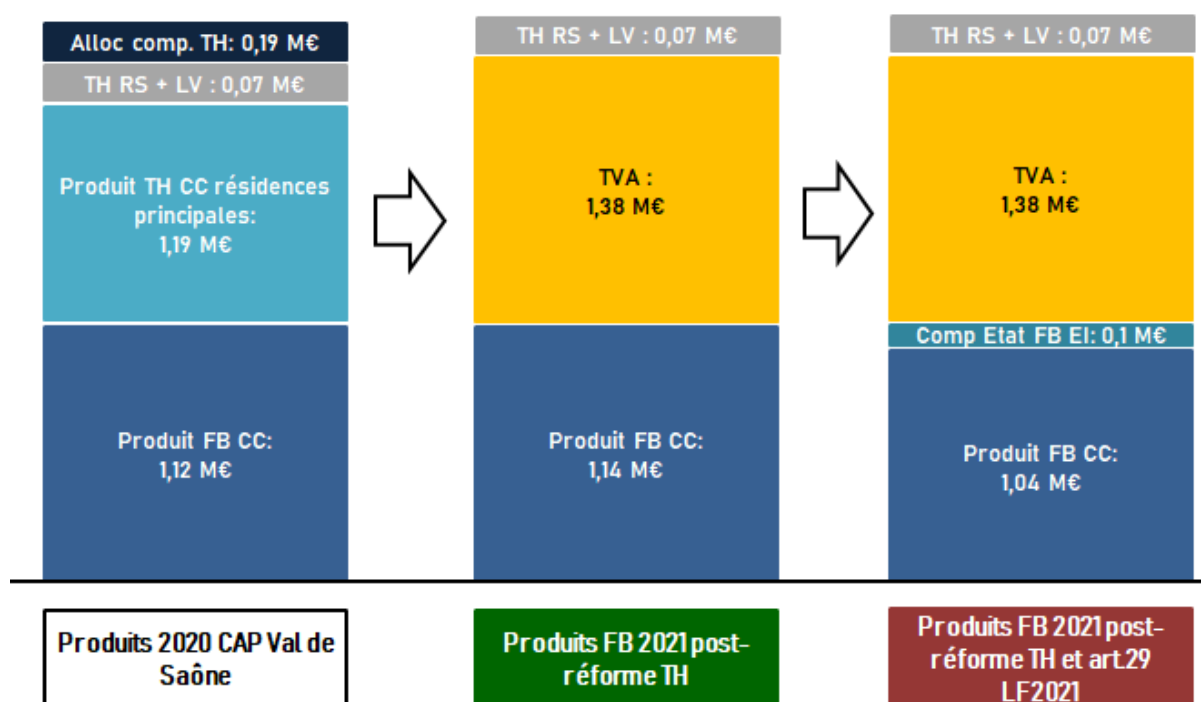 Alloc comp. TH: 0,19 M€
TH RS + LV : 0,07 M€
Produit TH CC résidences
principales:
1,19 M€
Produit FB CC:
1,12 M€
Produits 2020 CAP Val de
Saône
TH RS + LV : 0,07 M€
TVA :
1,38 M€
Produit FB CC:
1,14 M€
Produits FB 2021 post-
réforme TH
TH RS + LV : 0,07 M€
TVA :
1,38 M€
Comp Etat FB EI: 0,1 M€
Produit FB CC:
1,04 M€
Produits FB 2021 post-
réforme TH et art.29
LF2021